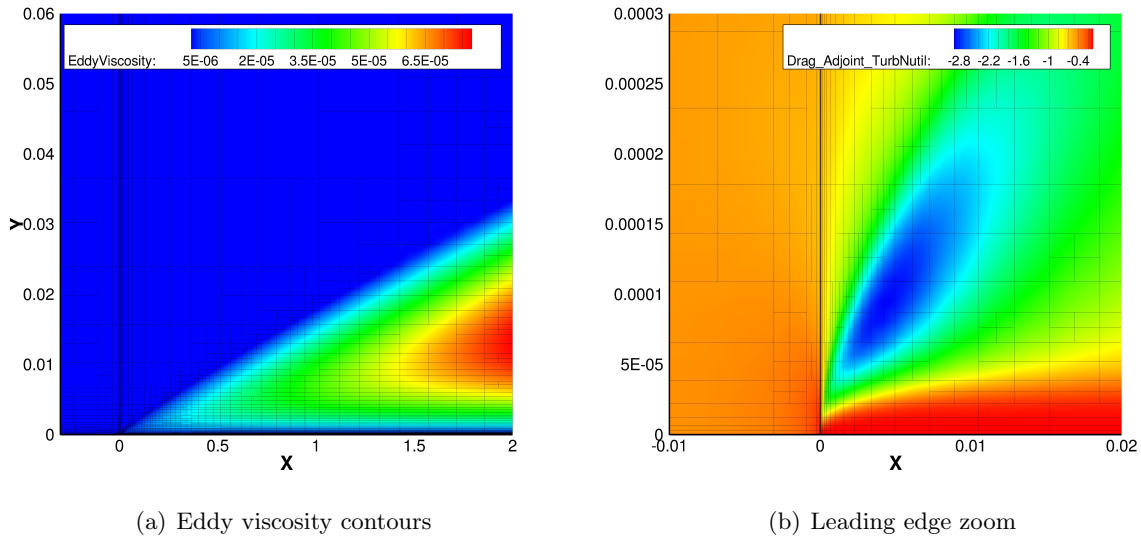 0.06
EddyViscosity: 5E-06 2E-05 3.5E-05 5E-05 6.5E-05
0.05
0.04
Y
0.03
0.02
0.01
0
0 0.5 1 1.5 2
X
(a) Eddy viscosity contours
0.0003
Drag_Adjoint_TurbNutil: -2.8 -2.2 -1.6 -1 -0.4
0.00025
0.0002
0.00015
0.0001
5E-05
0
-0.01 0 0.01 0.02
X
(b) Leading edge zoom